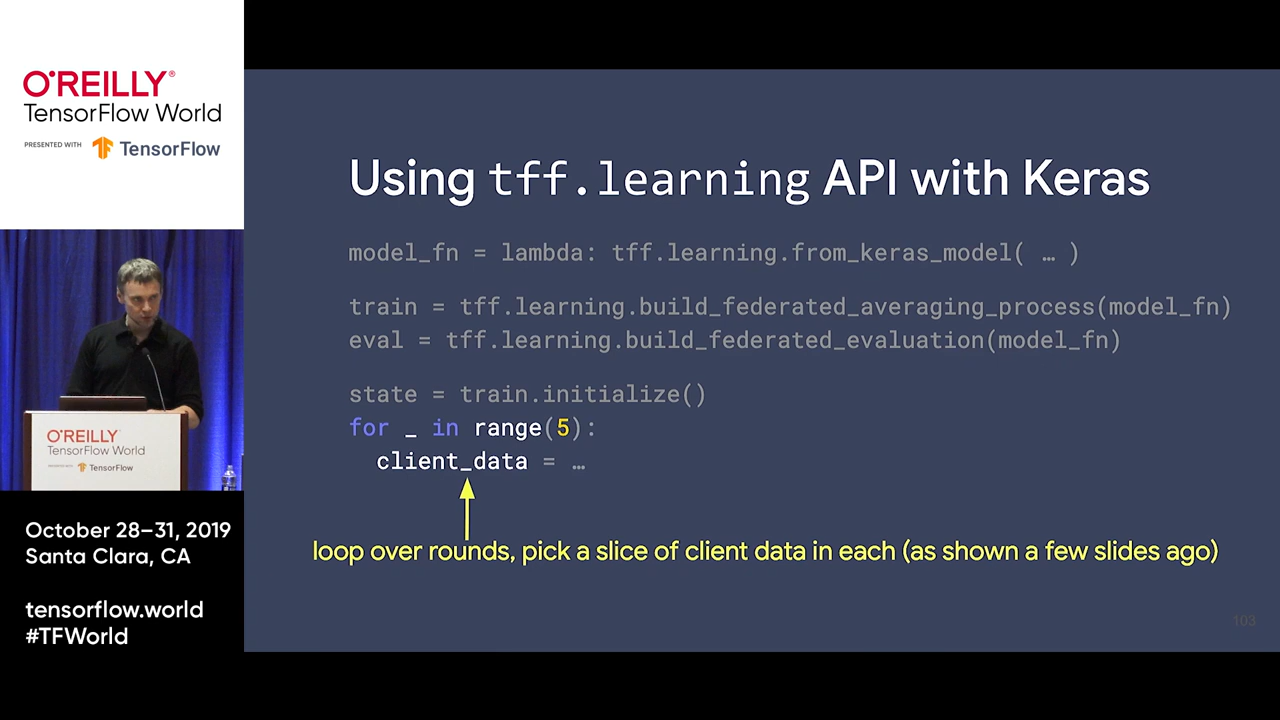 O'REILLY®
TensorFlow World
PRESENTED WITH TensorFlow
O'REILLY
TensorFlow World
PRESENTED WITH TensorFlow
October 28–31, 2019
Santa Clara, CA
tensorflow.world
#TFWorld
Using tff.learning API with Keras
model_fn = lambda: tff.learning.from_keras_model( … )
train = tff.learning.build_federated_averaging_process(model_fn)
eval = tff.learning.build_federated_evaluation(model_fn)
state = train.initialize()
for _ in range(5):
client_data = …
loop over rounds, pick a slice of client data in each (as shown a few slides ago)
103